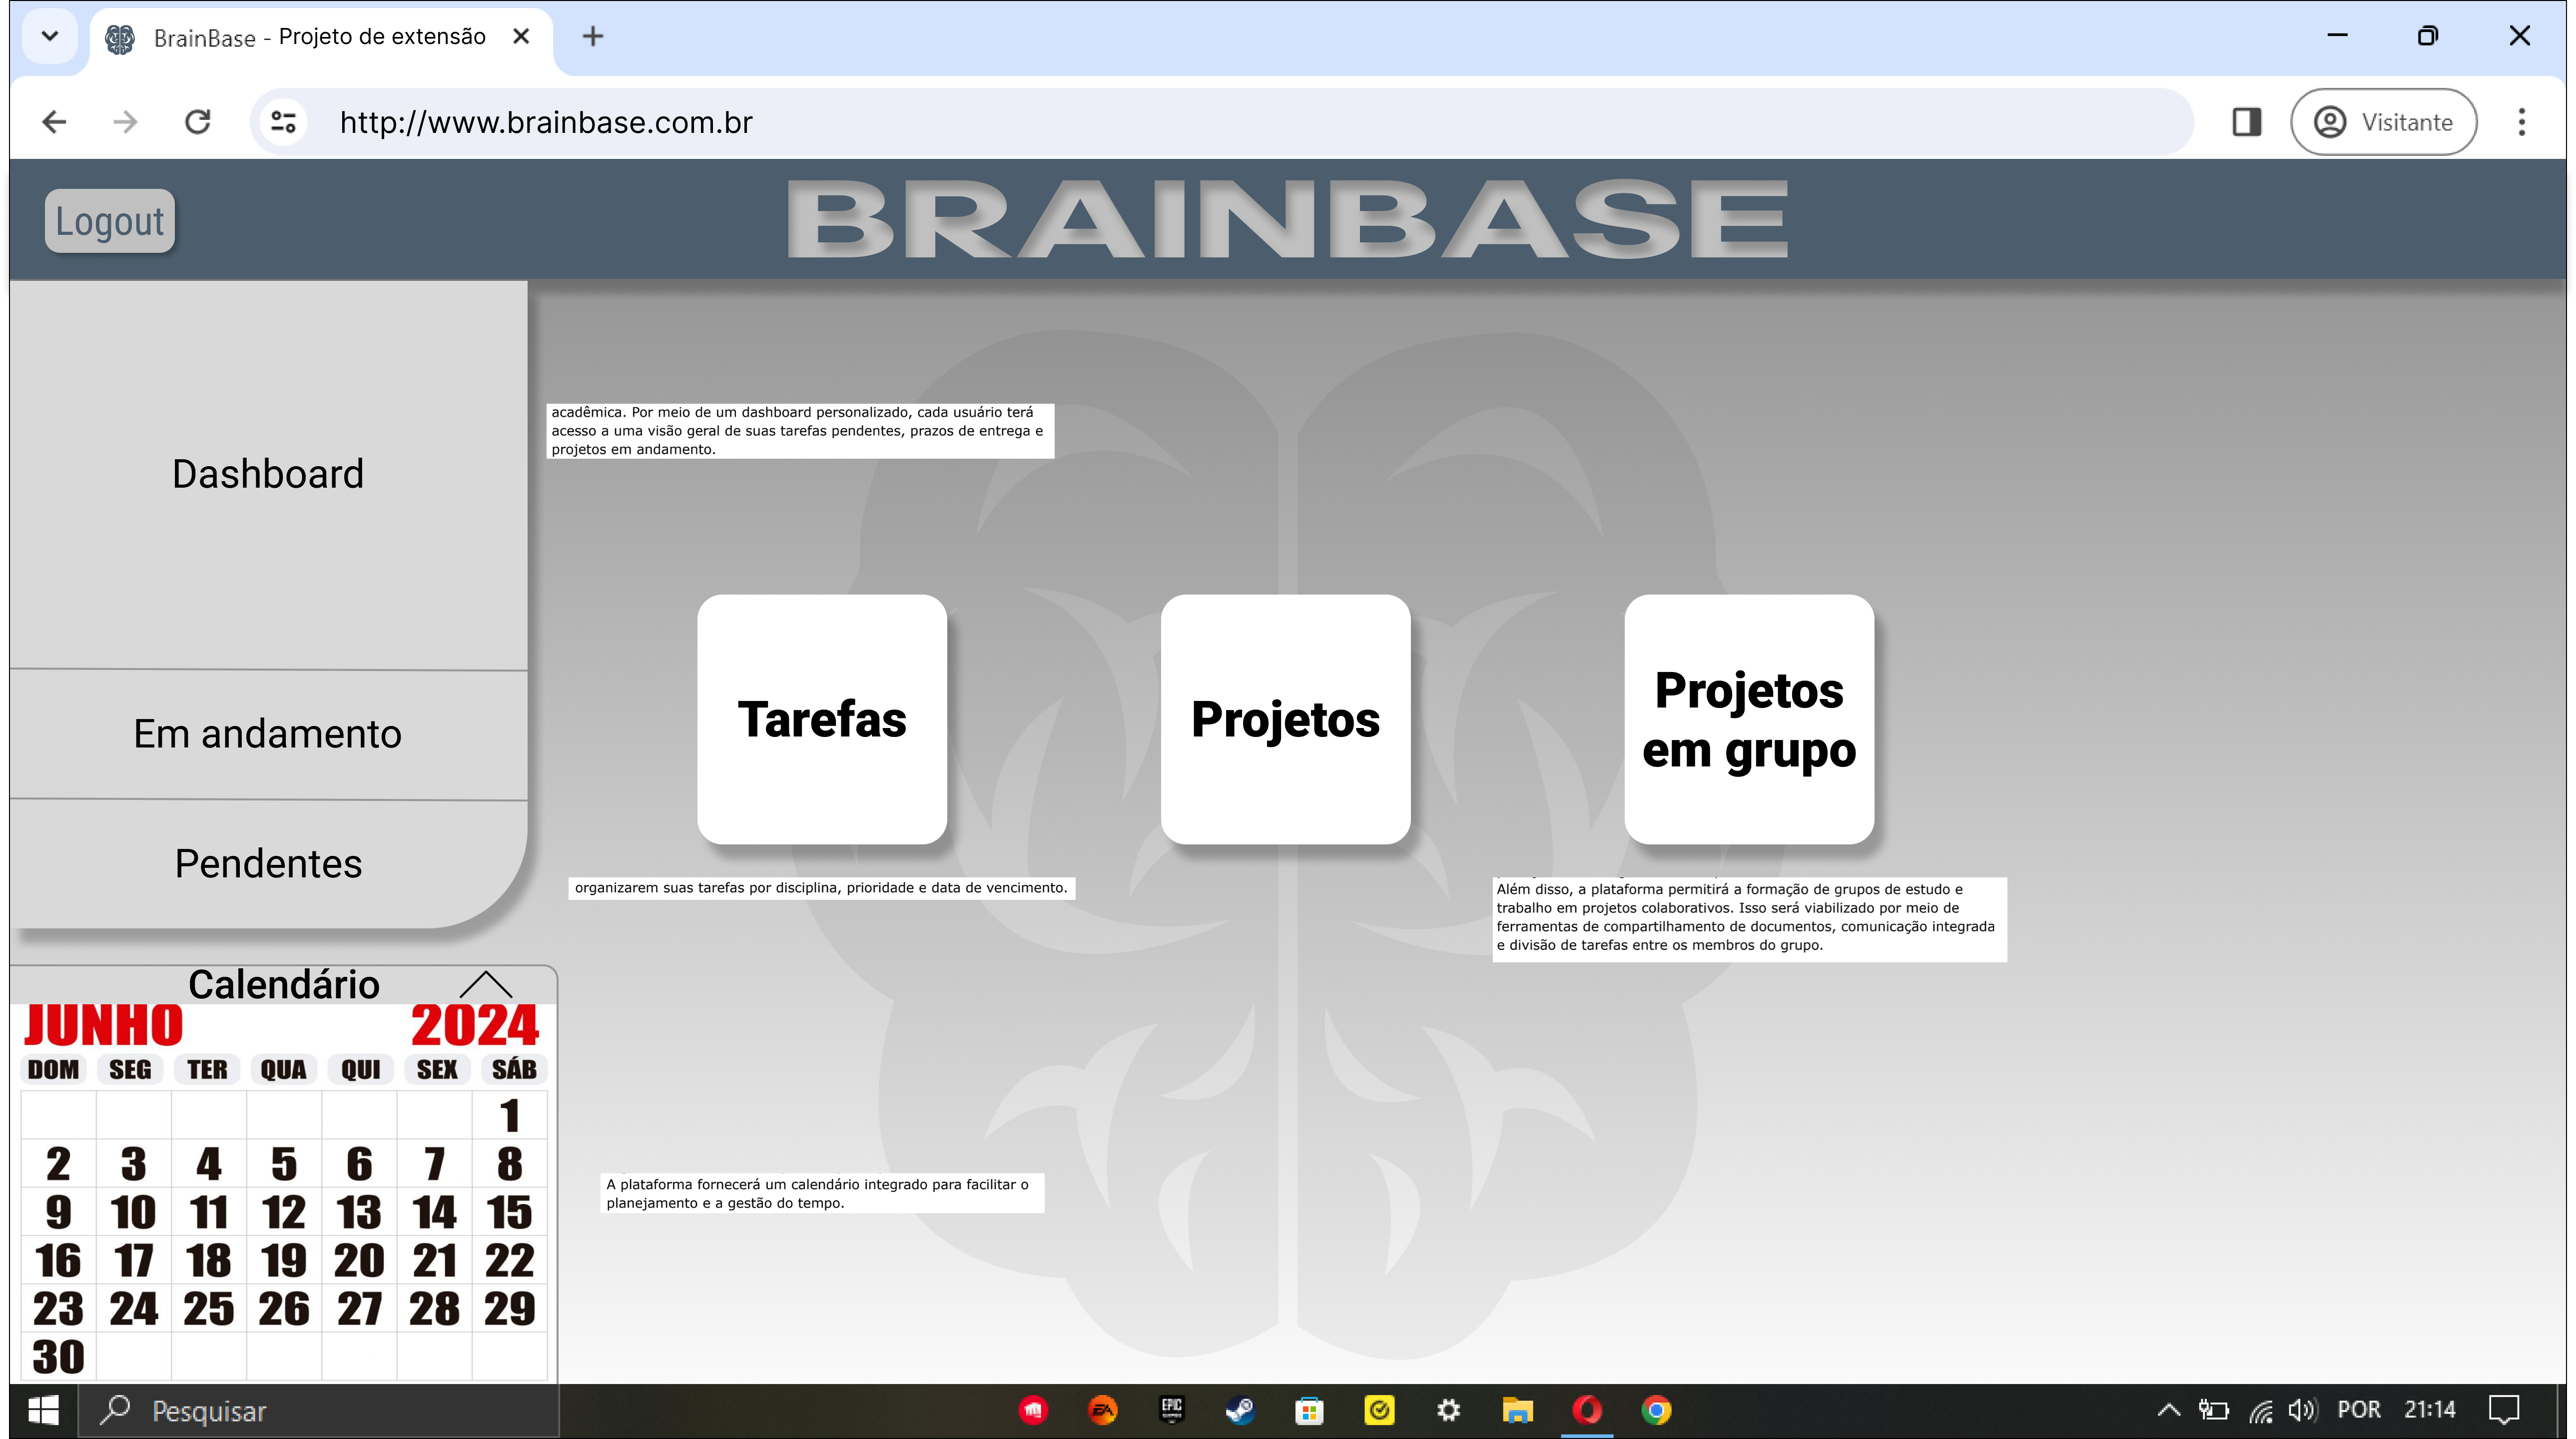 BrainBase - Projeto de extensão
http://www.brainbase.com.br
Visitante
Logout
BRAINBASE
Dashboard
Em andamento
Pendentes
acadêmica. Por meio de um dashboard personalizado, cada usuário terá
acesso a uma visão geral de suas tarefas pendentes, prazos de entrega e
projetos em andamento.
Tarefas
Projetos
Projetos
em grupo
organizarem suas tarefas por disciplina, prioridade e data de vencimento.
Além disso, a plataforma permitirá a formação de grupos de estudo e
trabalho em projetos colaborativos. Isso será viabilizado por meio de
ferramentas de compartilhamento de documentos, comunicação integrada
e divisão de tarefas entre os membros do grupo.
Calendário
JUNHO 2024
DOM SEG TER QUA QUI SEX SÁB
1
2 3 4 5 6 7 8
9 10 11 12 13 14 15
16 17 18 19 20 21 22
23 24 25 26 27 28 29
30
A plataforma fornecerá um calendário integrado para facilitar o
planejamento e a gestão do tempo.
Pesquisar
EA
EPIC
POR 21:14